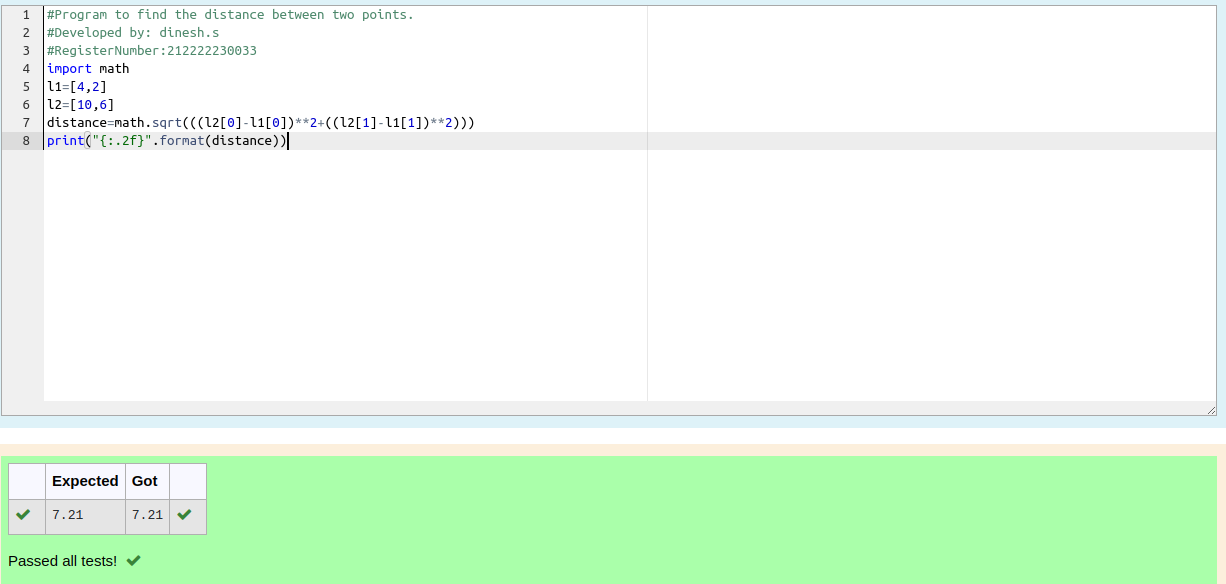 1 #Program to find the distance between two points.
2 #Developed by: dinesh.s
3 #RegisterNumber:212222230033
4 import math
5 l1=[4,2]
6 l2=[10,6]
7 distance=math.sqrt(((l2[0]-l1[0])**2+((l2[1]-l1[1])**2)))
8 print("{:.2f}".format(distance))
Expected Got
7.21 7.21
Passed all tests!